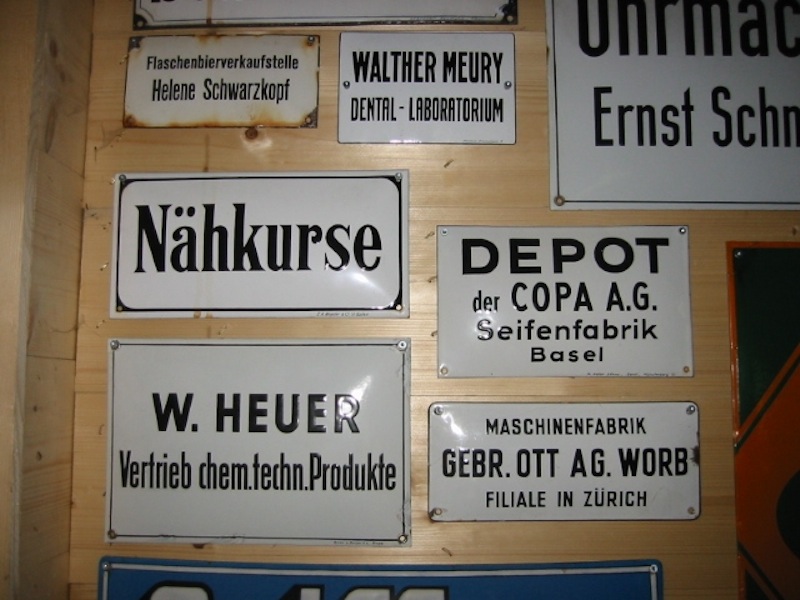 Flaschenbierverkaufstelle
Helene Schwarzkopf
WALTHER MEURY
DENTAL-LABORATORIUM
Uhrmac
Ernst Schn
Nähkurse
DEPOT
der COPA A.G.
Seifenfabrik
Basel
W. HEUER
Vertrieb chem.techn.Produkte
MASCHINENFABRIK
GEBR. OTT AG. WORB
FILIALE IN ZÜRICH